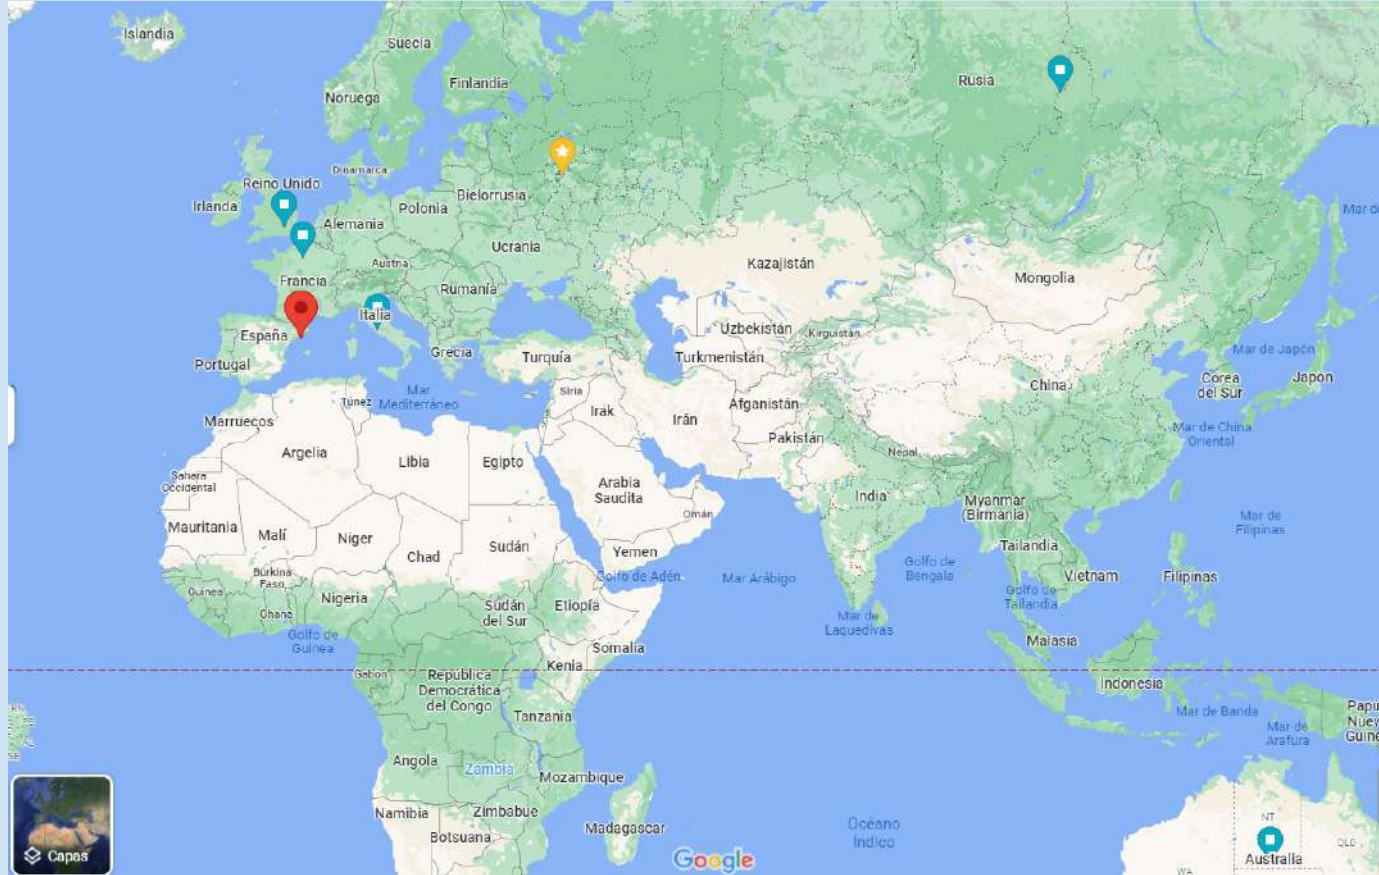 Islandia
Suecia
Finlandia
Noruega
Rusia
Dinamarca
Reino Unido
Irlanda
Bielorrusia
Polonia
Alemania
Mar d
Ucrania
Austria
Kazajistán
Mongolia
Francia
Rumanía
Italia
España
Uzbekistán
Kirguistán
Portugal
Grecia
Turquía
Turkmenistán
Mar de Japón
Corea
del Sur
Japón
China
Siria
Túnez
Mar
Mediterráneo
Irak
Irán
Afganistán
Marruecos
Pakistán
Mar de China
Oriental
Argelia
Libia
Egipto
Nepal
Sahara
Occidental
Arabia
Saudita
India
Myanmar
(Birmania)
Omán
Mauritania
Malí
Níger
Chad
Sudán
Yemen
Mar de
Filipinas
Tailandia
Burkina
Faso
Golfo de Adén
Mar Arábigo
Golfo de
Bengala
Vietnam
Filipinas
Guinea
Nigeria
Ghana
Sudán
del Sur
Etiopía
Golfo de
Tailandia
Mar de
Laquedivas
Golfo de
Guinea
Somalia
Malasia
Kenia
Gabón
República
Democrática
del Congo
Indonesia
Tanzania
Mar de Banda
Mar de
Arafura
Papú
Nuev
Guine
Angola
Zambia
Mozambique
Namibia
Zimbabue
Botsuana
Madagascar
Océano
Índico
NT
QLD
Australia
WA
Capas
Google